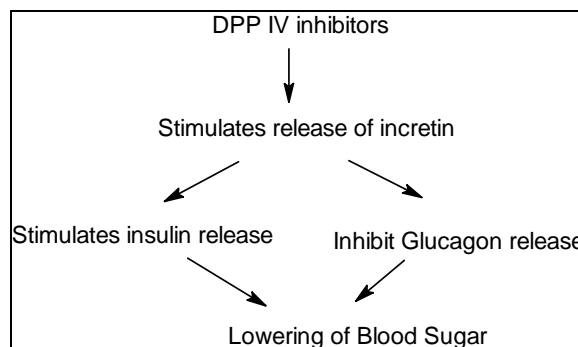 DPP IV inhibitors
Stimulates release of incretin
Stimulates insulin release
Inhibit Glucagon release
Lowering of Blood Sugar